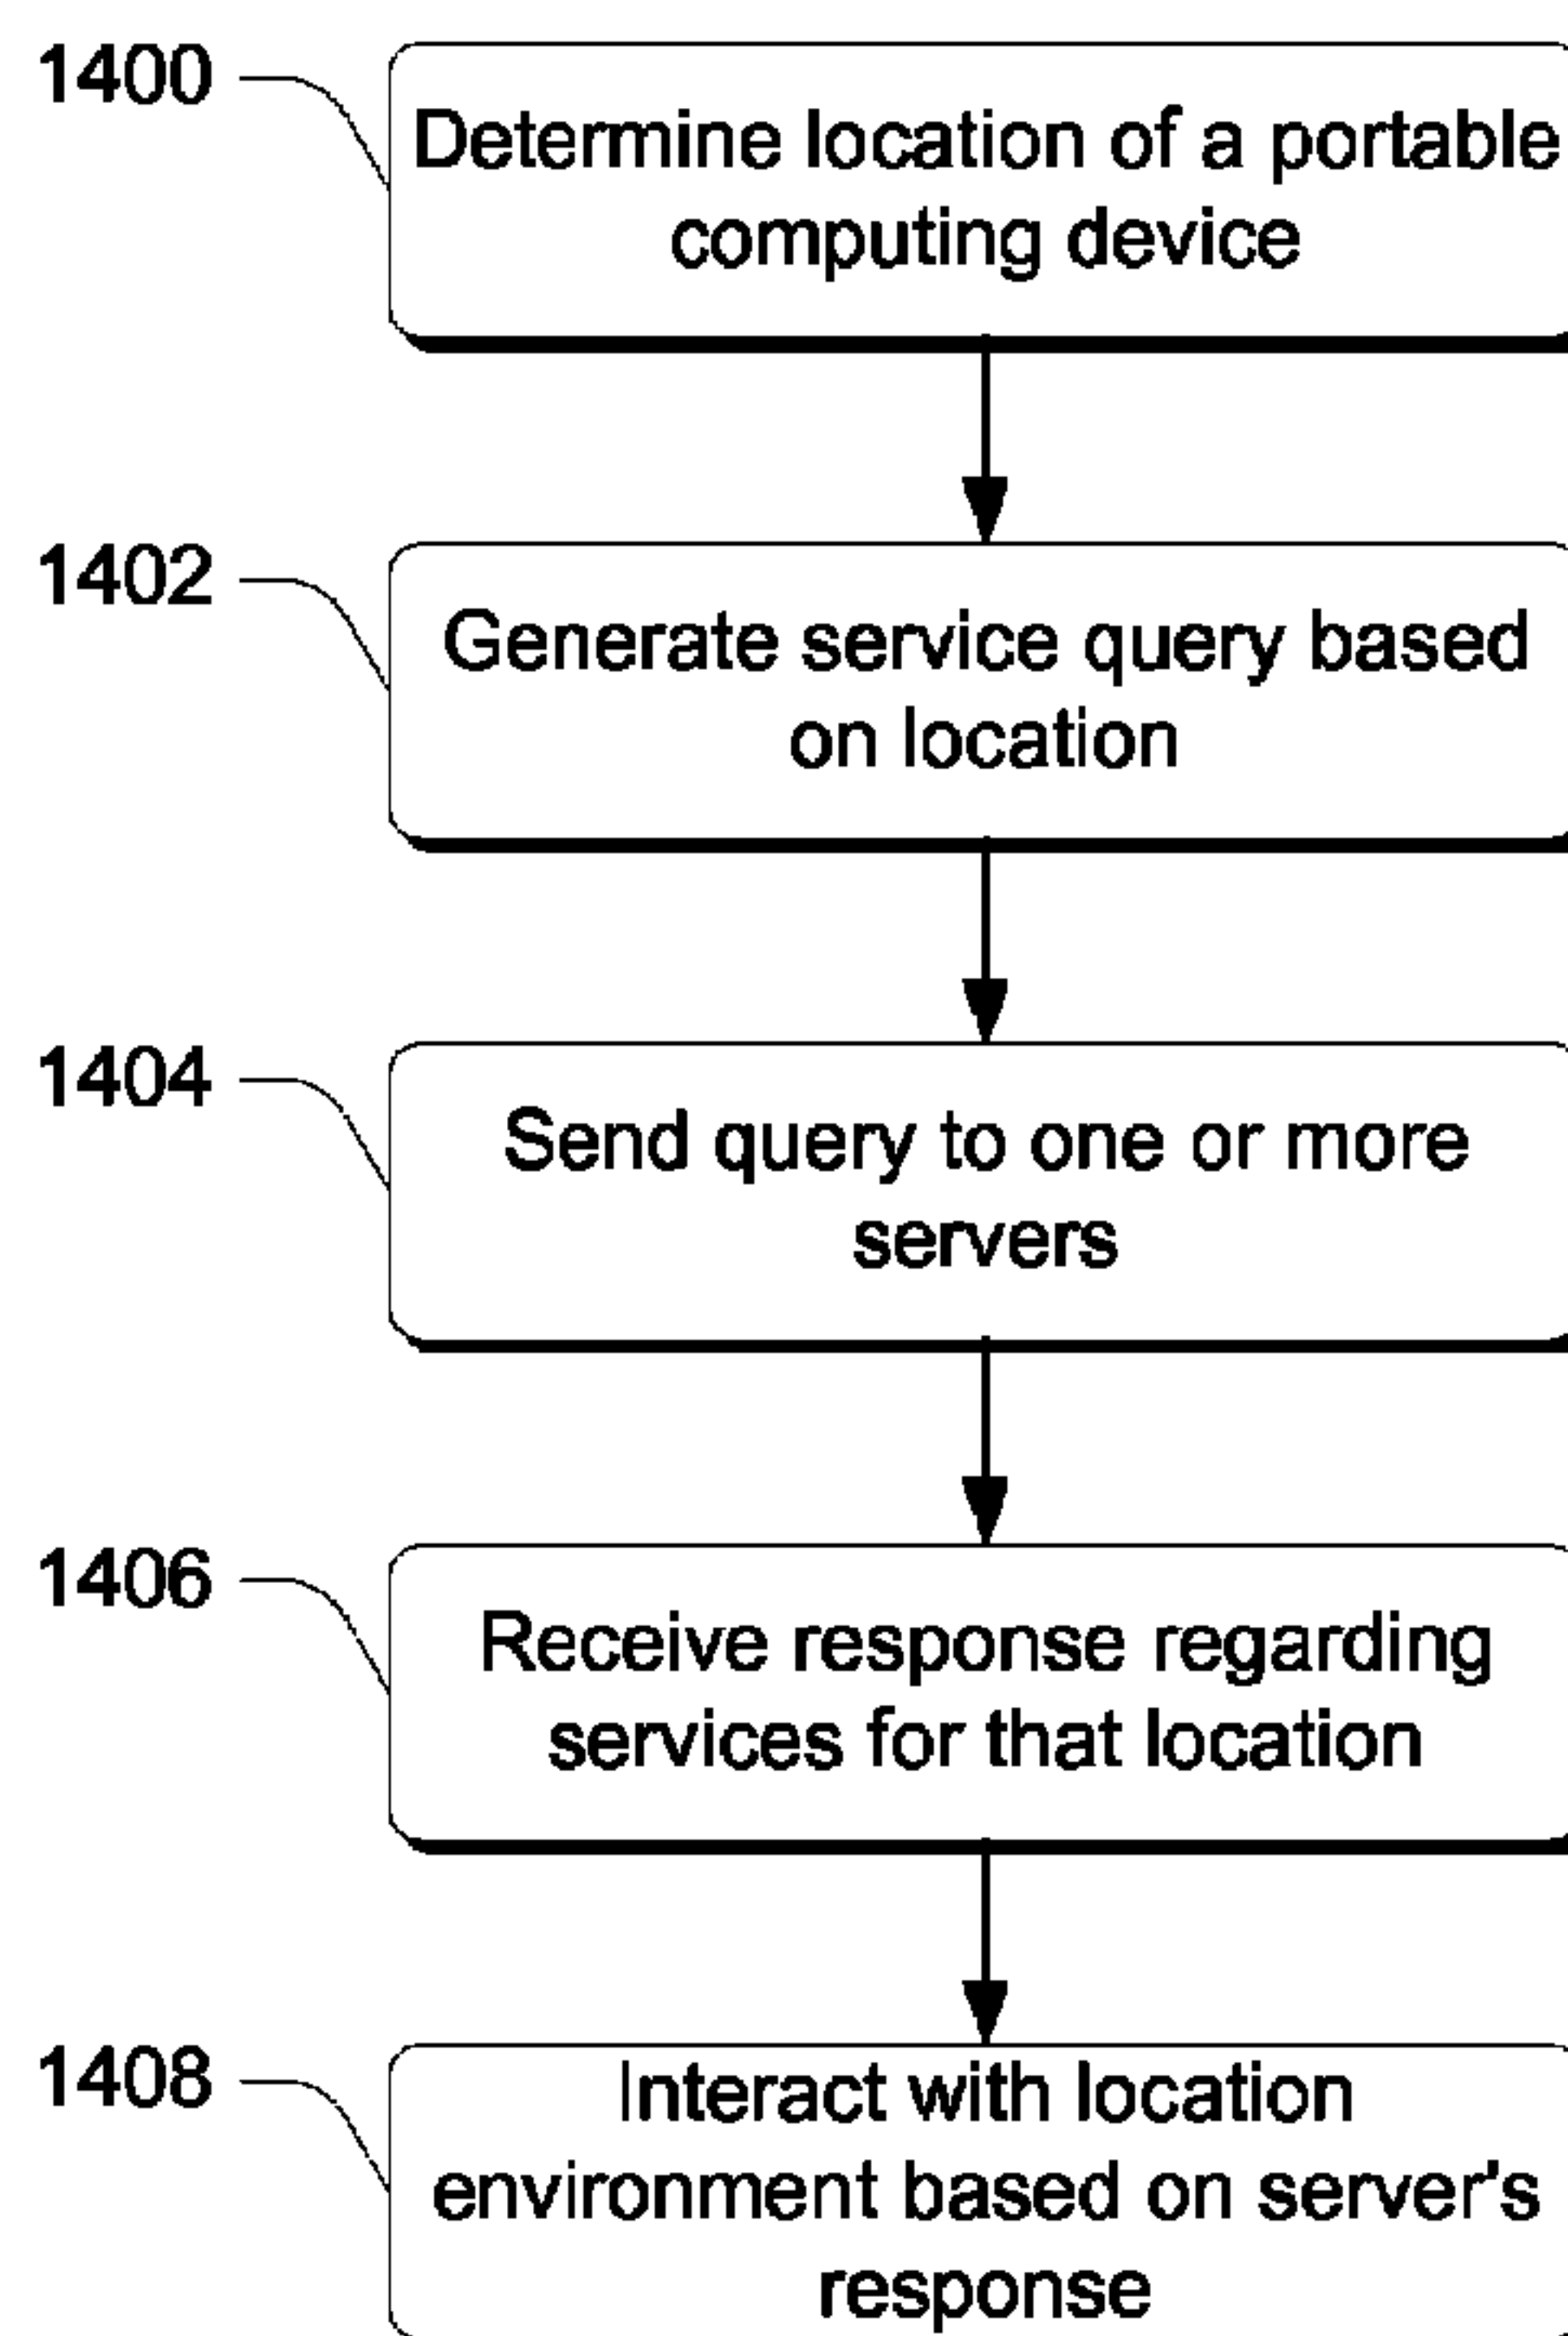 1400
Determine location of a portable
computing device
1402
Generate service query based
on location
1404
Send query to one or more
servers
1406
Receive response regarding
services for that location
1408
Interact with location
environment based on server's
response